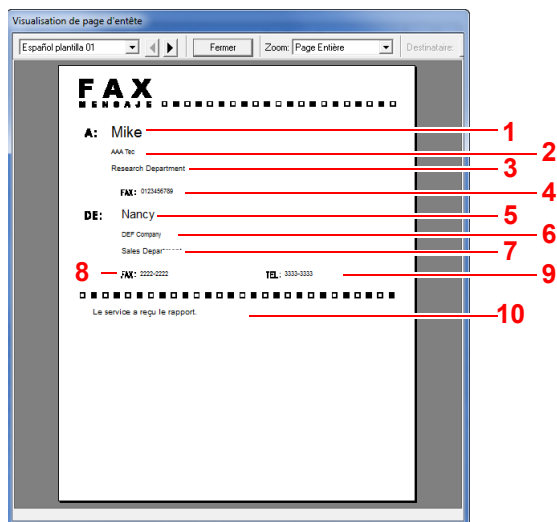 Visualisation de page d'entête
Español plantilla 01 Fermer Zoom: Page Entière Destinataire:
FAX
MENSAJE
A: Mike 1
AAA Tec 2
Research Department 3
FAX: 0123456789 4
DE: Nancy 5
DEF Company 6
Sales Department 7
8 FAX: 2222-2222 TEL: 3333-3333 9
Le service a reçu le rapport. 10